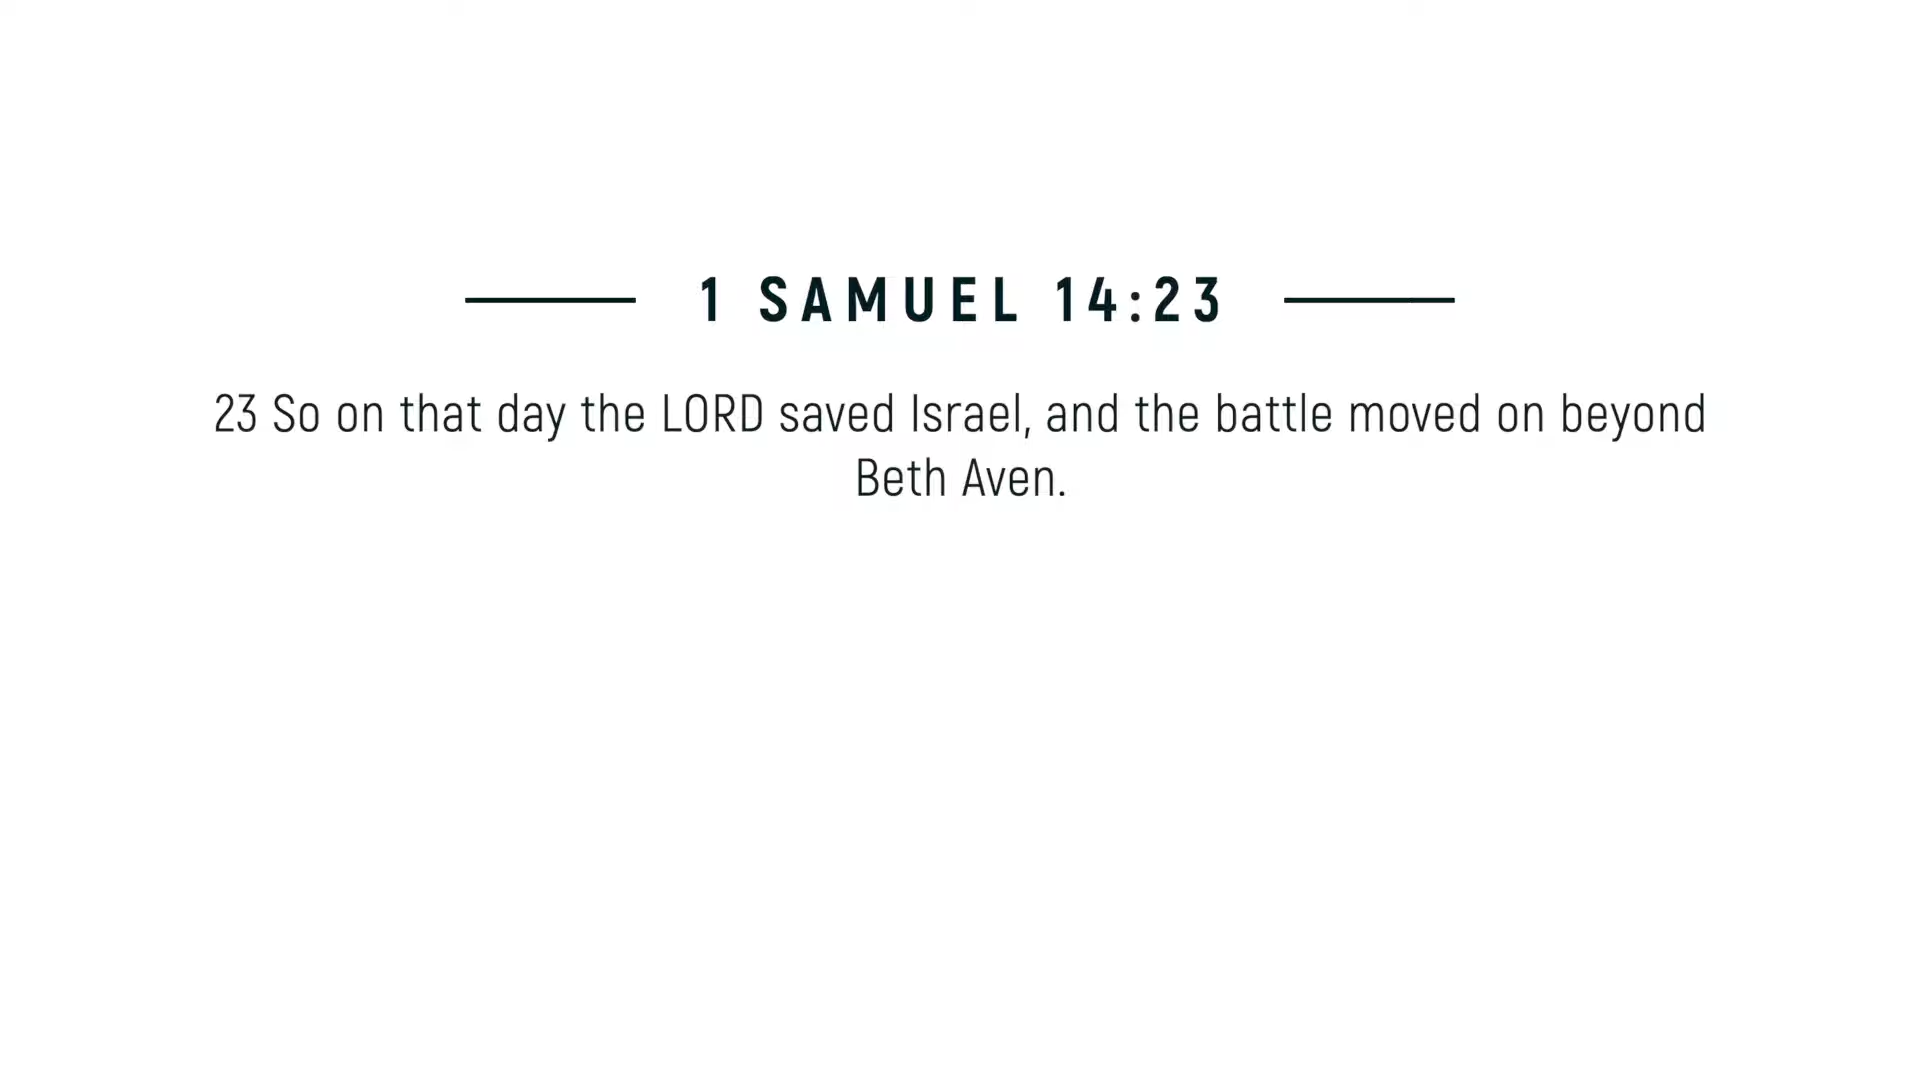 1 SAMUEL 14:23
23 So on that day the LORD saved Israel, and the battle moved on beyond
Beth Aven.